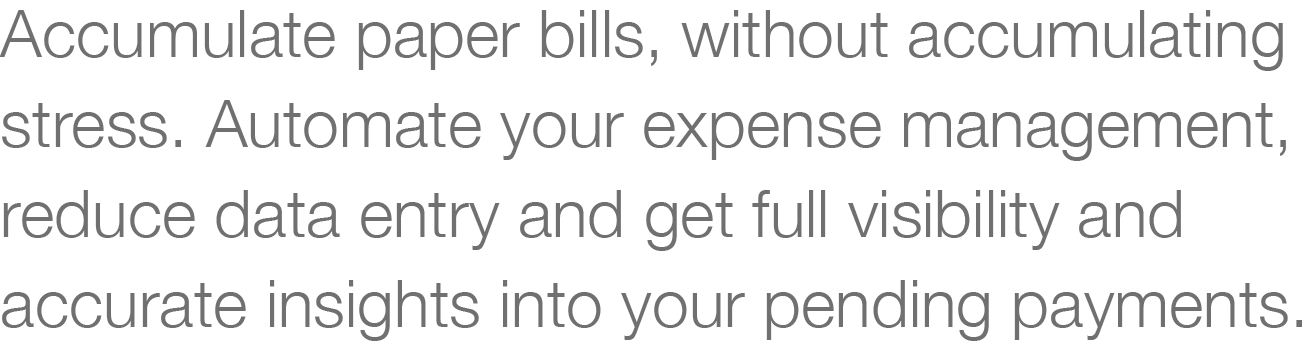 Accumulate paper bills, without accumulating
stress. Automate your expense management,
reduce data entry and get full visibility and
accurate insights into your pending payments.